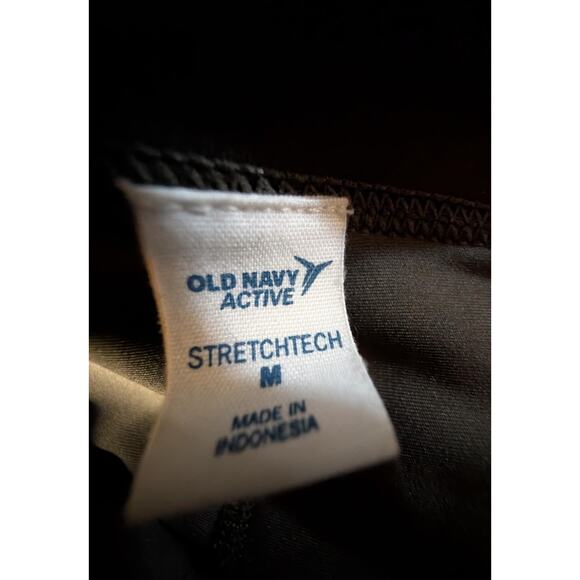 OLD NAVY
ACTIVE
STRETCHTECH
M
MADE IN
INDONESIA